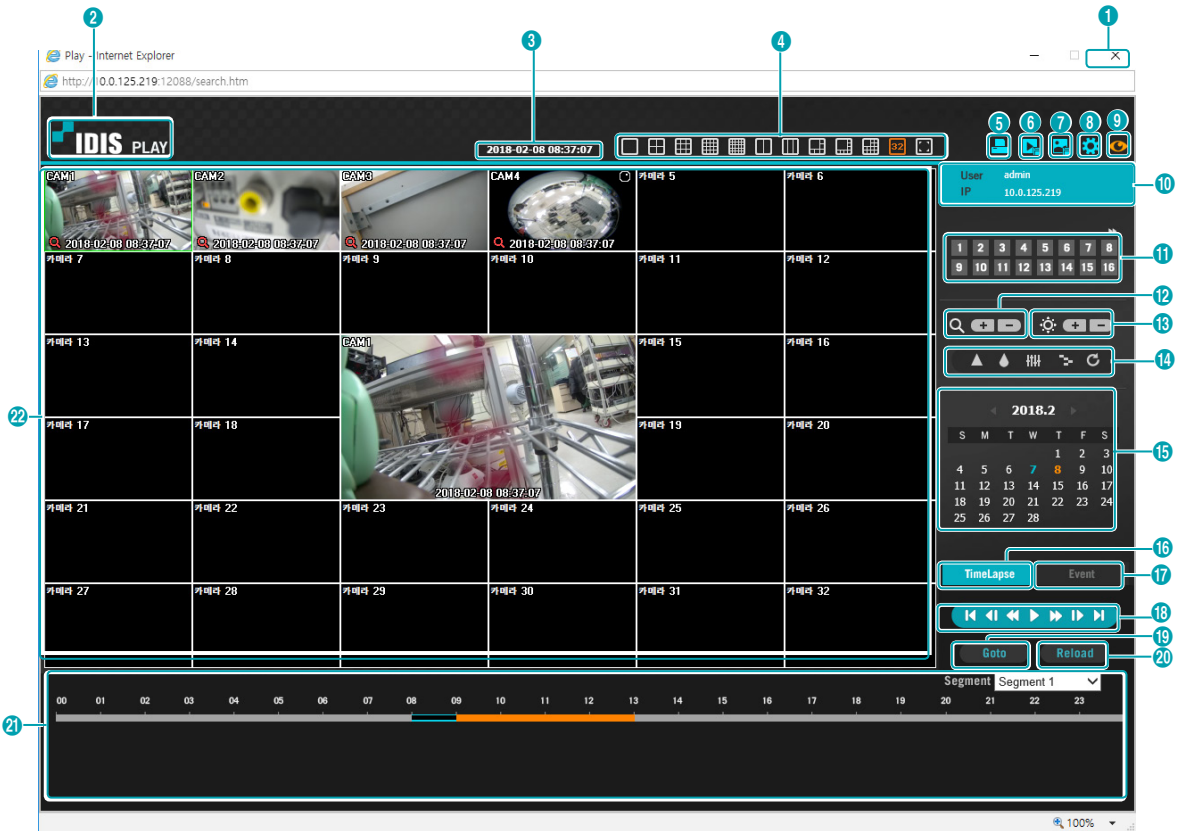 2
1
3
4
Play - Internet Explorer
http://10.0.125.219:12088/search.htm
5
6
7
8
9
IDIS PLAY
2018-02-08 08:37:07
32
User admin
IP 10.0.125.219
10
CAM1
CAM2
CAM3
CAM4
카메라 5
카메라 6
2018-02-08 08:37:07
2018-02-08 08:37:07
2018-02-08 08:37:07
2018-02-08 08:37:07
1 2 3 4 5 6 7 8
9 10 11 12 13 14 15 16
11
카메라 7
카메라 8
카메라 9
카메라 10
카메라 11
카메라 12
12
13
카메라 13
카메라 14
CAM1
카메라 15
카메라 16
14
2018.2
22
카메라 17
카메라 18
카메라 19
카메라 20
S M T W T F S
1 2 3
4 5 6 7 8 9 10
11 12 13 14 15 16 17
18 19 20 21 22 23 24
25 26 27 28
15
2018-02-08 08:37:07
카메라 21
카메라 22
카메라 23
카메라 24
카메라 25
카메라 26
16
TimeLapse
Event
17
카메라 27
카메라 28
카메라 29
카메라 30
카메라 31
카메라 32
18
19
Goto
Reload
20
Segment Segment 1
00 01 02 03 04 05 06 07 08 09 10 11 12 13 14 15 16 17 18 19 20 21 22 23
21
100%